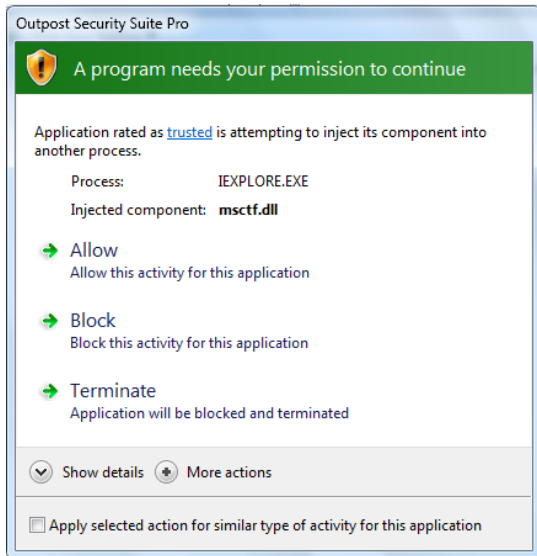 Outpost Security Suite Pro
A program needs your permission to continue
Application rated as trusted is attempting to inject its component into
another process.
Process: IEXPLORE.EXE
Injected component: msctf.dll
Allow
Allow this activity for this application
Block
Block this activity for this application
Terminate
Application will be blocked and terminated
Show details More actions
Apply selected action for similar type of activity for this application